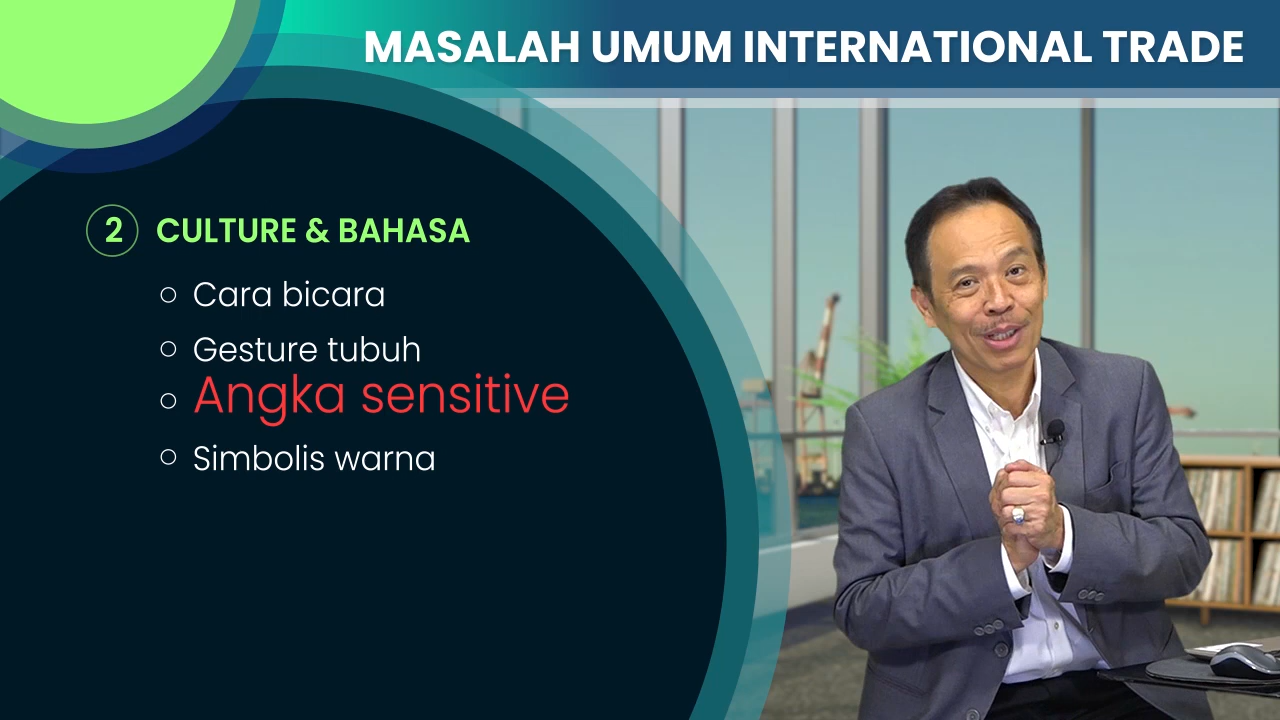 MASALAH UMUM INTERNATIONAL TRADE
2 CULTURE & BAHASA
Cara bicara
Gesture tubuh
Angka sensitive
Simbolis warna